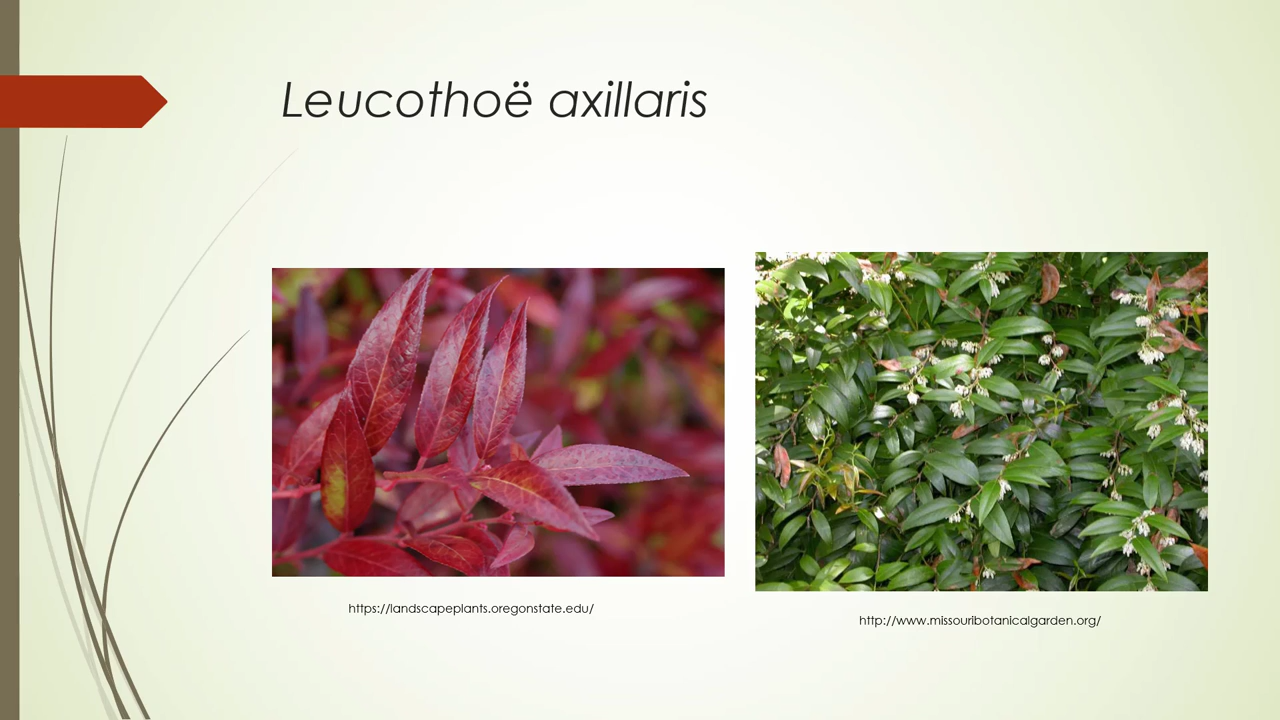 Leucothoë axillaris
https://landscapeplants.oregonstate.edu/
http://www.missouribotanicalgarden.org/